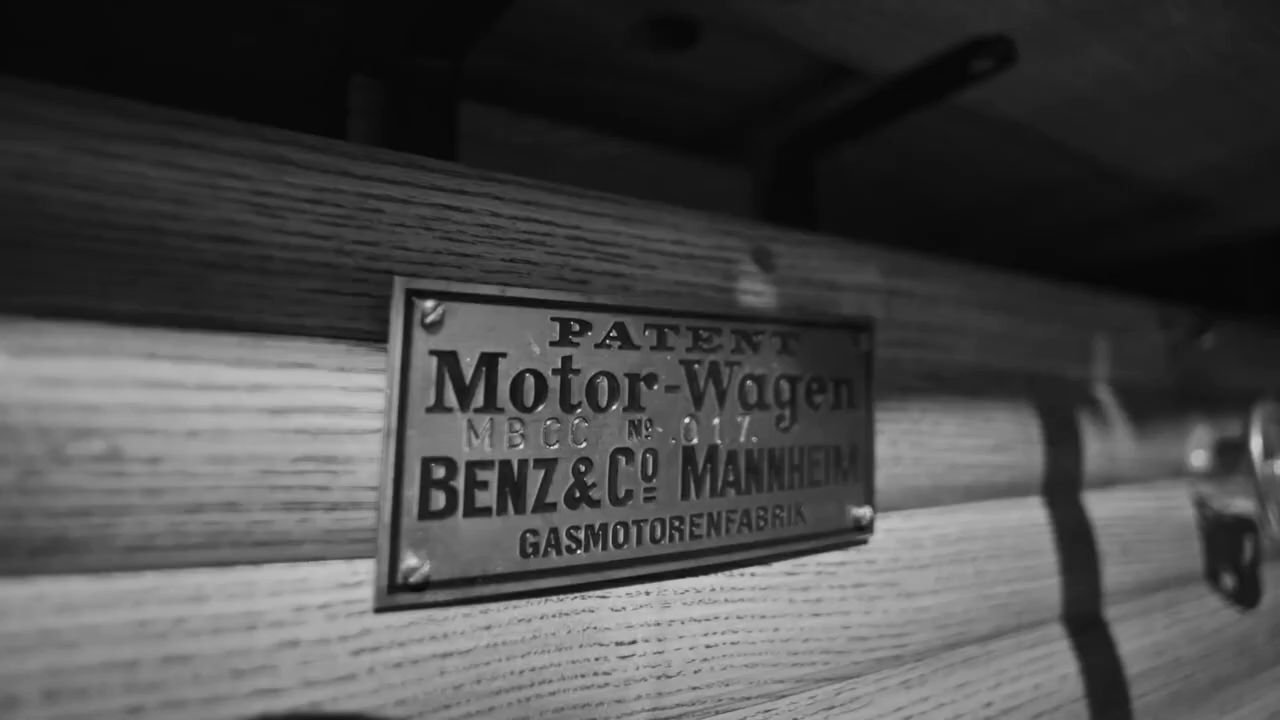 PATENT
Motor-Wagen
MBCC Nº .017.
BENZ & Cº MANNHEIM
GASMOTORENFABRIK